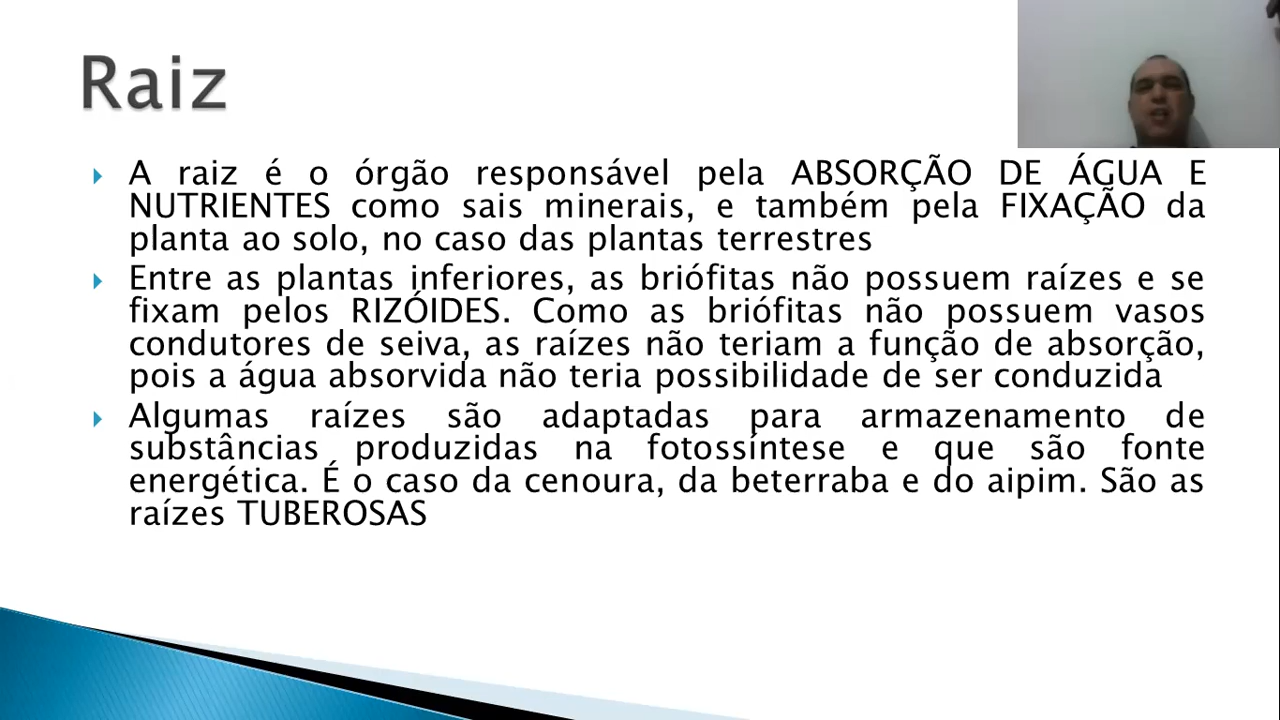 Raiz
A raiz é o órgão responsável pela ABSORÇÃO DE ÁGUA E
NUTRIENTES como sais minerais, e também pela FIXAÇÃO da
planta ao solo, no caso das plantas terrestres
Entre as plantas inferiores, as briófitas não possuem raízes e se
fixam pelos RIZÓIDES. Como as briófitas não possuem vasos
condutores de seiva, as raízes não teriam a função de absorção,
pois a água absorvida não teria possibilidade de ser conduzida
Algumas raízes são adaptadas para armazenamento de
substâncias produzidas na fotossíntese e que são fonte
energética. É o caso da cenoura, da beterraba e do aipim. São as
raízes TUBEROSAS